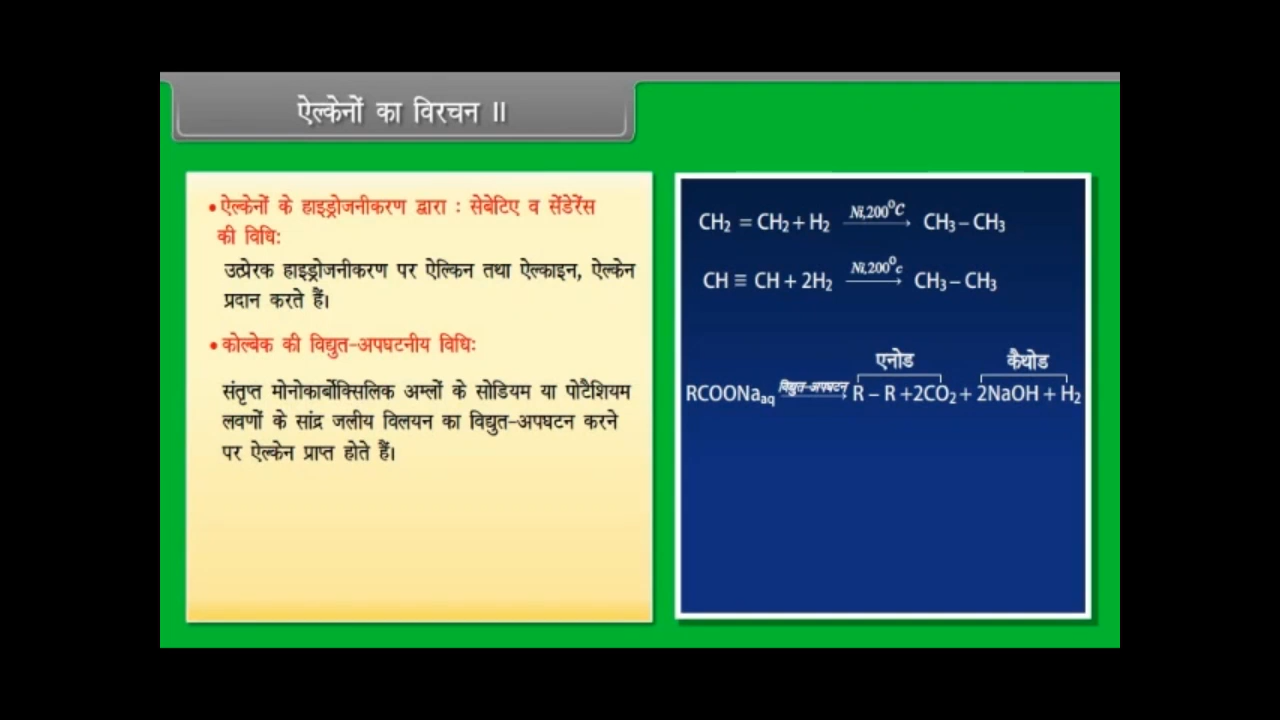 ऐल्केनों का विरचन II
•ऐल्केनों के हाइड्रोजनीकरण द्वारा : सेबेटिए व सेंडेरेंस
की विधि:
उत्प्रेरक हाइड्रोजनीकरण पर ऐल्किन तथा ऐल्काइन, ऐल्केन
प्रदान करते हैं।
•कोल्बेक की विद्युत-अपघटनीय विधि:
संतृप्त मोनोकार्बोक्सिलिक अम्लों के सोडियम या पोटैशियम
लवणों के सांद्र जलीय विलयन का विद्युत-अपघटन करने
पर ऐल्केन प्राप्त होते हैं।
Ni,200⁰C
CH₂ = CH₂ + H₂ ⟶ CH₃ – CH₃
Ni,200⁰c
CH ≡ CH + 2H₂ ⟶ CH₃ – CH₃
एनोड कैथोड
विद्युत-अपघटन
RCOONaaq ⟶ R – R +2CO₂ + 2NaOH + H₂